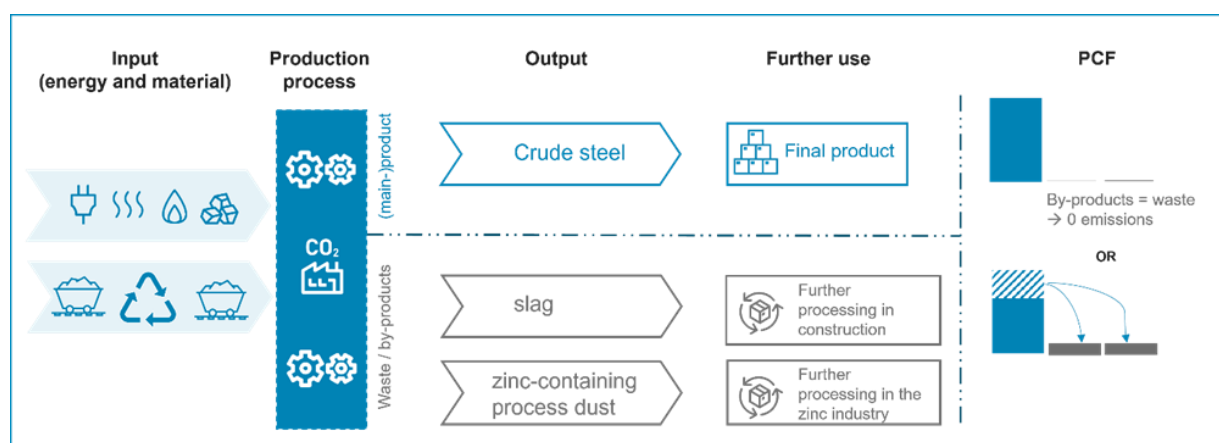 Input
(energy and material)
Production
process
Output
Further use
PCF
(main-)product
Crude steel
Final product
By-products = waste
→ 0 emissions
CO₂
OR
Waste / by-products
slag
Further
processing in
construction
zinc-containing
process dust
Further
processing in the
zinc industry